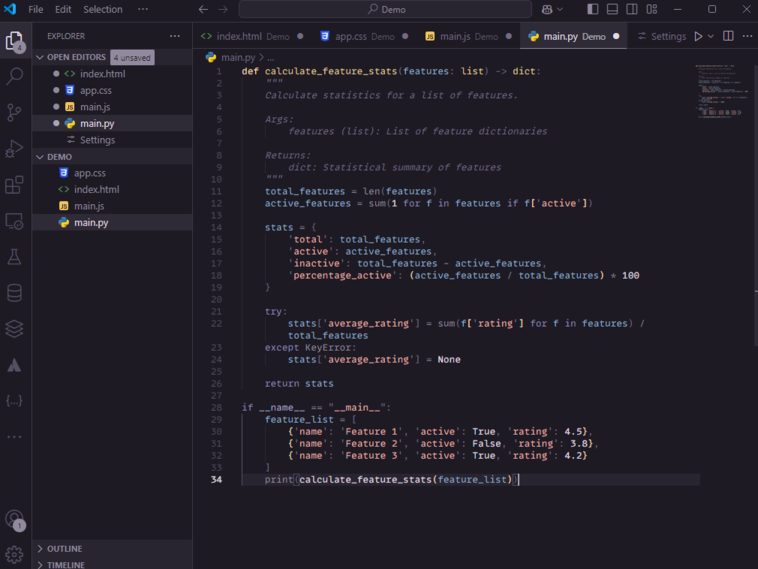 File Edit Selection ··· Demo
EXPLORER ···
OPEN EDITORS 4 unsaved
index.html
app.css
main.js
main.py
Settings
DEMO
app.css
index.html
main.js
main.py
OUTLINE
TIMELINE
4
1
index.html Demo app.css Demo main.js Demo main.py Demo Settings ···
main.py > ...
1 def calculate_feature_stats(features: list) -> dict:
2 """
3 Calculate statistics for a list of features.
4
5 Args:
6 features (list): List of feature dictionaries
7
8 Returns:
9 dict: Statistical summary of features
10 """
11 total_features = len(features)
12 active_features = sum(1 for f in features if f['active'])
13
14 stats = {
15 'total': total_features,
16 'active': active_features,
17 'inactive': total_features - active_features,
18 'percentage_active': (active_features / total_features) * 100
19 }
20
21 try:
22 stats['average_rating'] = sum(f['rating'] for f in features) /
total_features
23 except KeyError:
24 stats['average_rating'] = None
25
26 return stats
27
28 if __name__ == "__main__":
29 feature_list = [
30 {'name': 'Feature 1', 'active': True, 'rating': 4.5},
31 {'name': 'Feature 2', 'active': False, 'rating': 3.8},
32 {'name': 'Feature 3', 'active': True, 'rating': 4.2}
33 ]
34 print(calculate_feature_stats(feature_list))